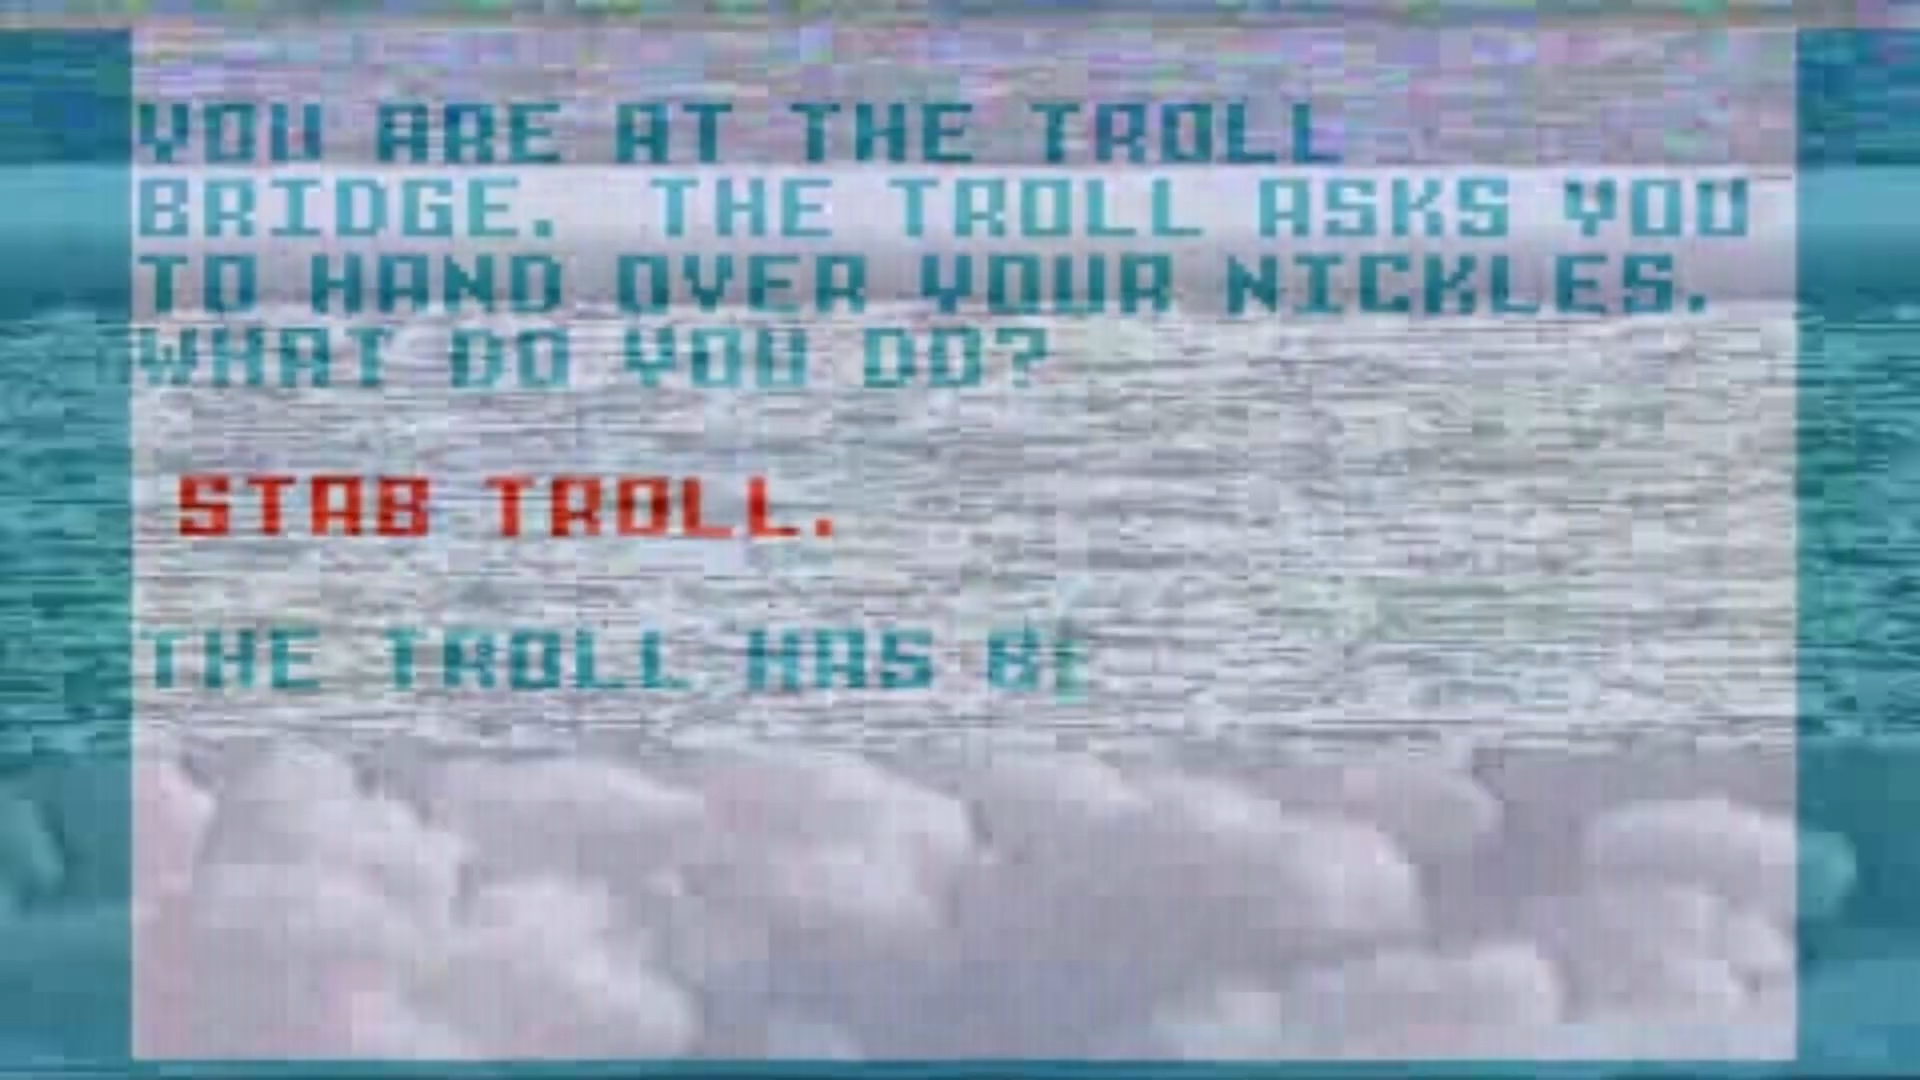 YOU ARE AT THE TROLL
BRIDGE. THE TROLL ASKS YOU
TO HAND OVER YOUR NICKLES.
WHAT DO YOU DO?
STAB TROLL.
THE TROLL HAS